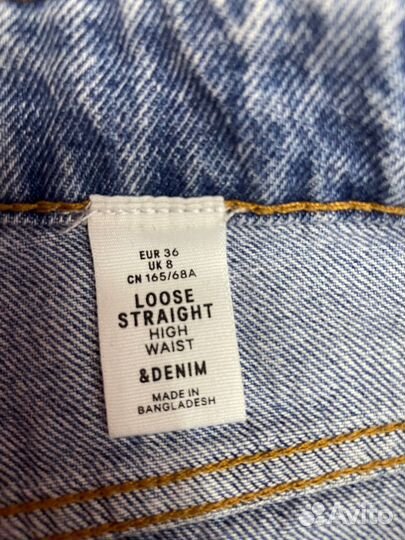 EUR 36
UK 8
CN 165/68A
LOOSE
STRAIGHT
HIGH
WAIST
&DENIM
MADE IN
BANGLADESH
Avito